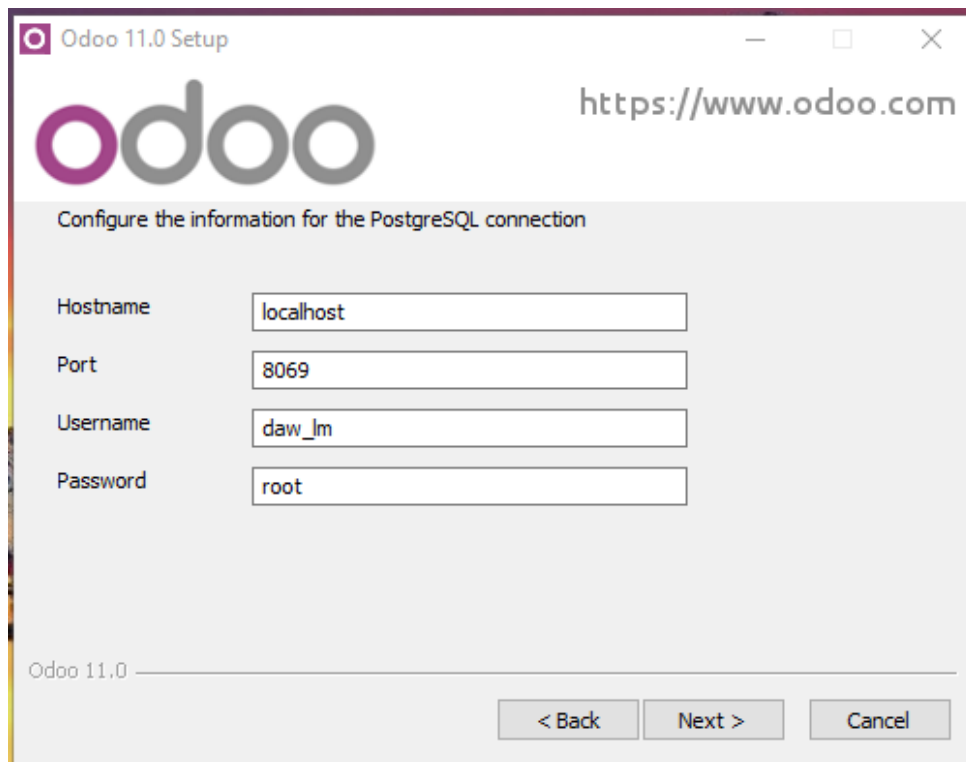 Odoo 11.0 Setup
odoo
https://www.odoo.com
Configure the information for the PostgreSQL connection
Hostname localhost
Port 8069
Username daw_lm
Password root
Odoo 11.0
< Back Next > Cancel